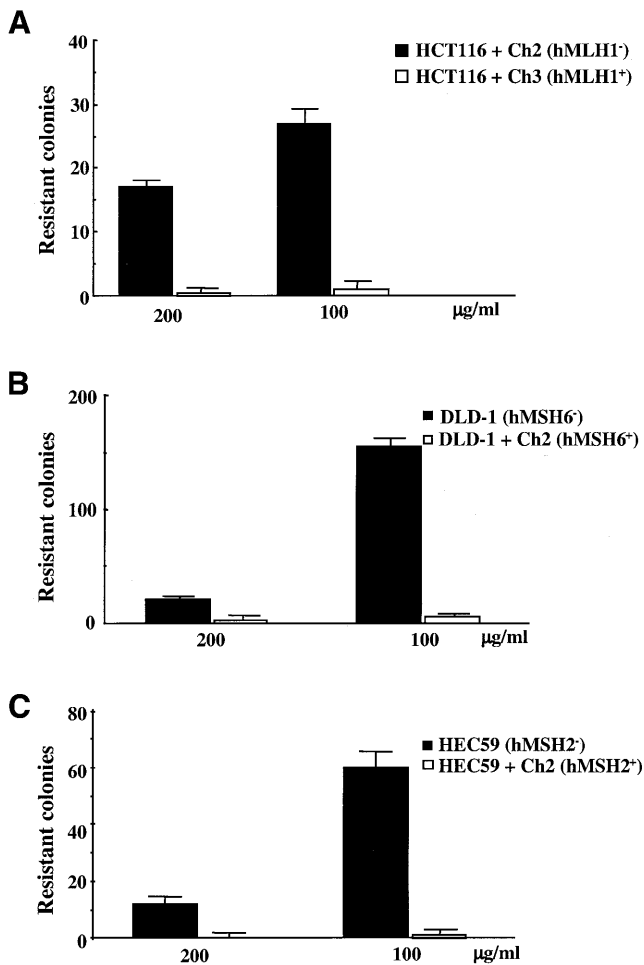 A
Resistant colonies
40
30
20
10
0
■ HCT116 + Ch2 (hMLH1⁻)
□ HCT116 + Ch3 (hMLH1⁺)
200
100
µg/ml
B
Resistant colonies
200
100
0
■ DLD-1 (hMSH6⁻)
□ DLD-1 + Ch2 (hMSH6⁺)
200
100
µg/ml
C
Resistant colonies
80
60
40
20
0
■ HEC59 (hMSH2⁻)
□ HEC59 + Ch2 (hMSH2⁺)
200
100
µg/ml